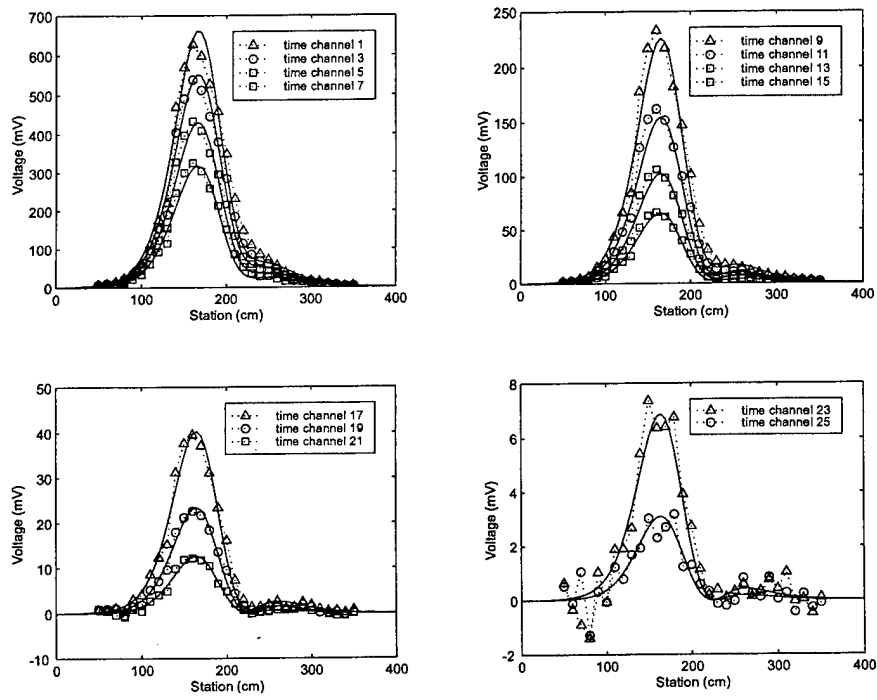 700
600
500
400
300
200
100
0
Voltage (mV)
time channel 1
time channel 3
time channel 5
time channel 7
0 100 200 300 400
Station (cm)
250
200
150
100
50
0
Voltage (mV)
time channel 9
time channel 11
time channel 13
time channel 15
0 100 200 300 400
Station (cm)
50
40
30
20
10
0
-10
Voltage (mV)
time channel 17
time channel 19
time channel 21
0 100 200 300 400
Station (cm)
8
6
4
2
0
-2
Voltage (mV)
time channel 23
time channel 25
0 100 200 300 400
Station (cm)